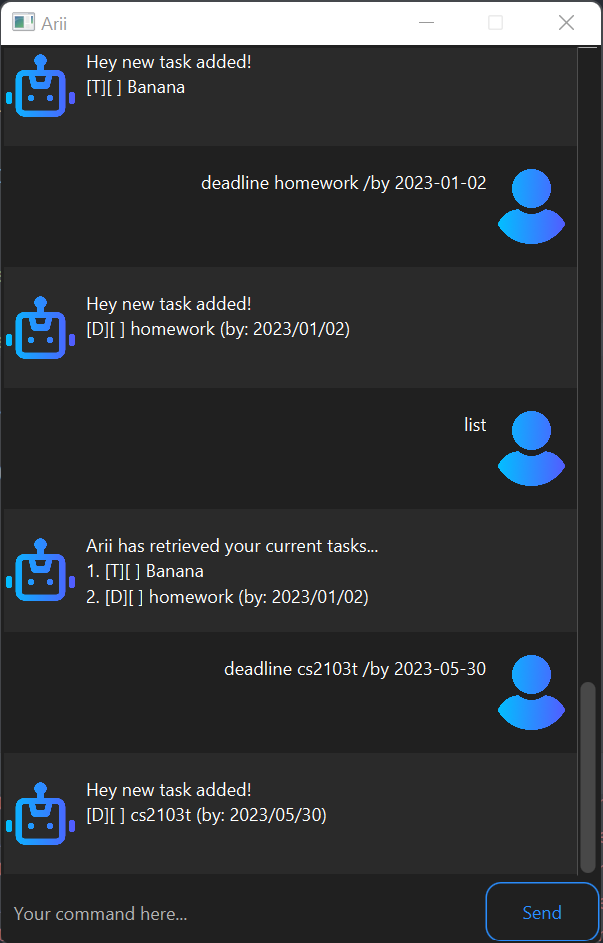 Arii
Hey new task added!
[T][ ] Banana
deadline homework /by 2023-01-02
Hey new task added!
[D][ ] homework (by: 2023/01/02)
list
Arii has retrieved your current tasks...
1. [T][ ] Banana
2. [D][ ] homework (by: 2023/01/02)
deadline cs2103t /by 2023-05-30
Hey new task added!
[D][ ] cs2103t (by: 2023/05/30)
Your command here...
Send